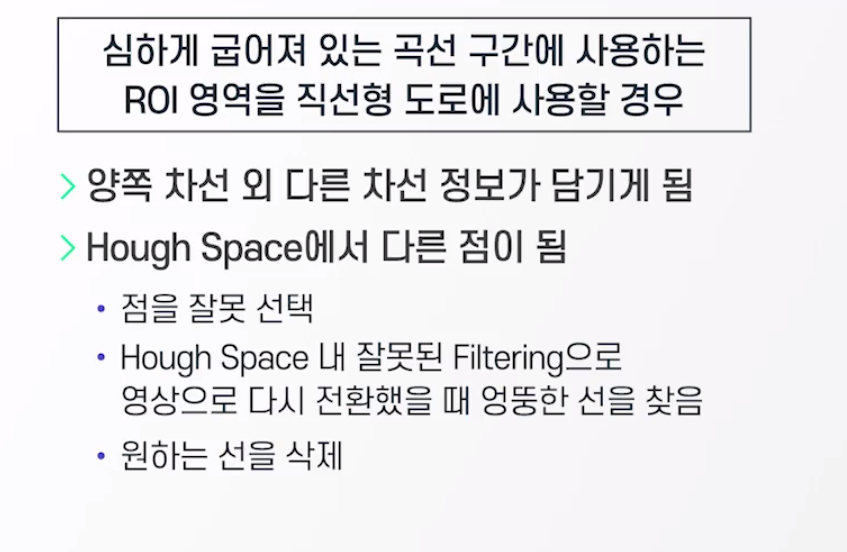 심하게 굽어져 있는 곡선 구간에 사용하는
ROI 영역을 직선형 도로에 사용할 경우
> 양쪽 차선 외 다른 차선 정보가 담기게 됨
> Hough Space에서 다른 점이 됨
• 점을 잘못 선택
• Hough Space 내 잘못된 Filtering으로
영상으로 다시 전환했을 때 엉뚱한 선을 찾음
• 원하는 선을 삭제